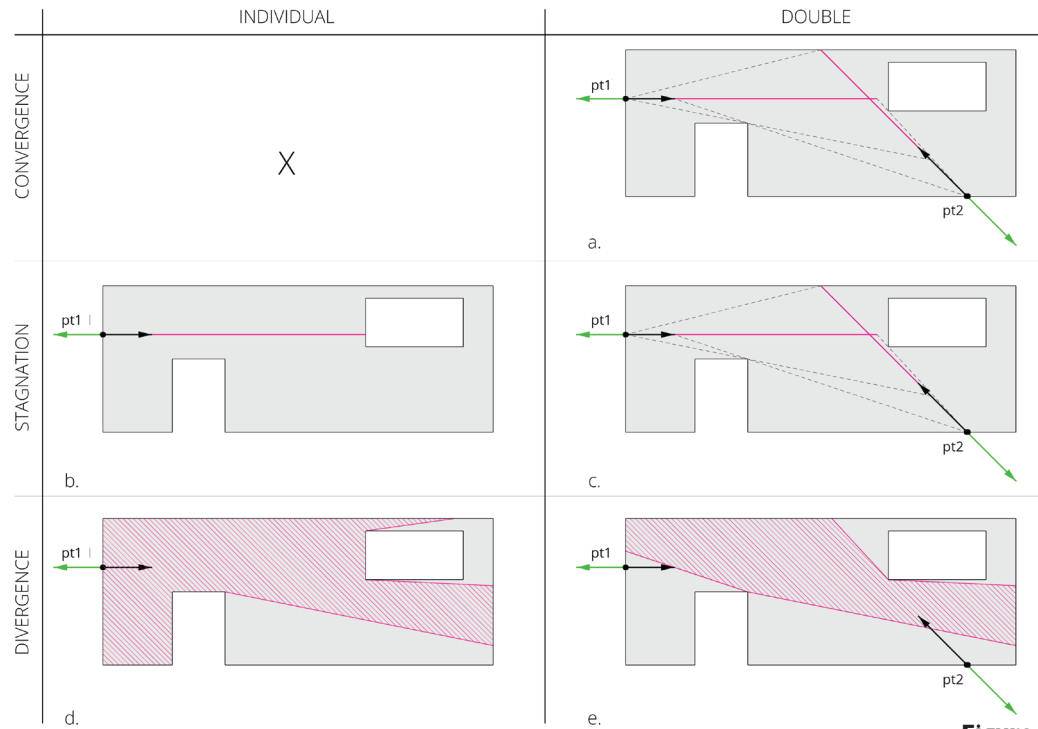 INDIVIDUAL
DOUBLE
CONVERGENCE
X
pt1
pt2
a.
STAGNATION
pt1
b.
pt1
pt2
c.
DIVERGENCE
pt1
d.
pt1
pt2
e.